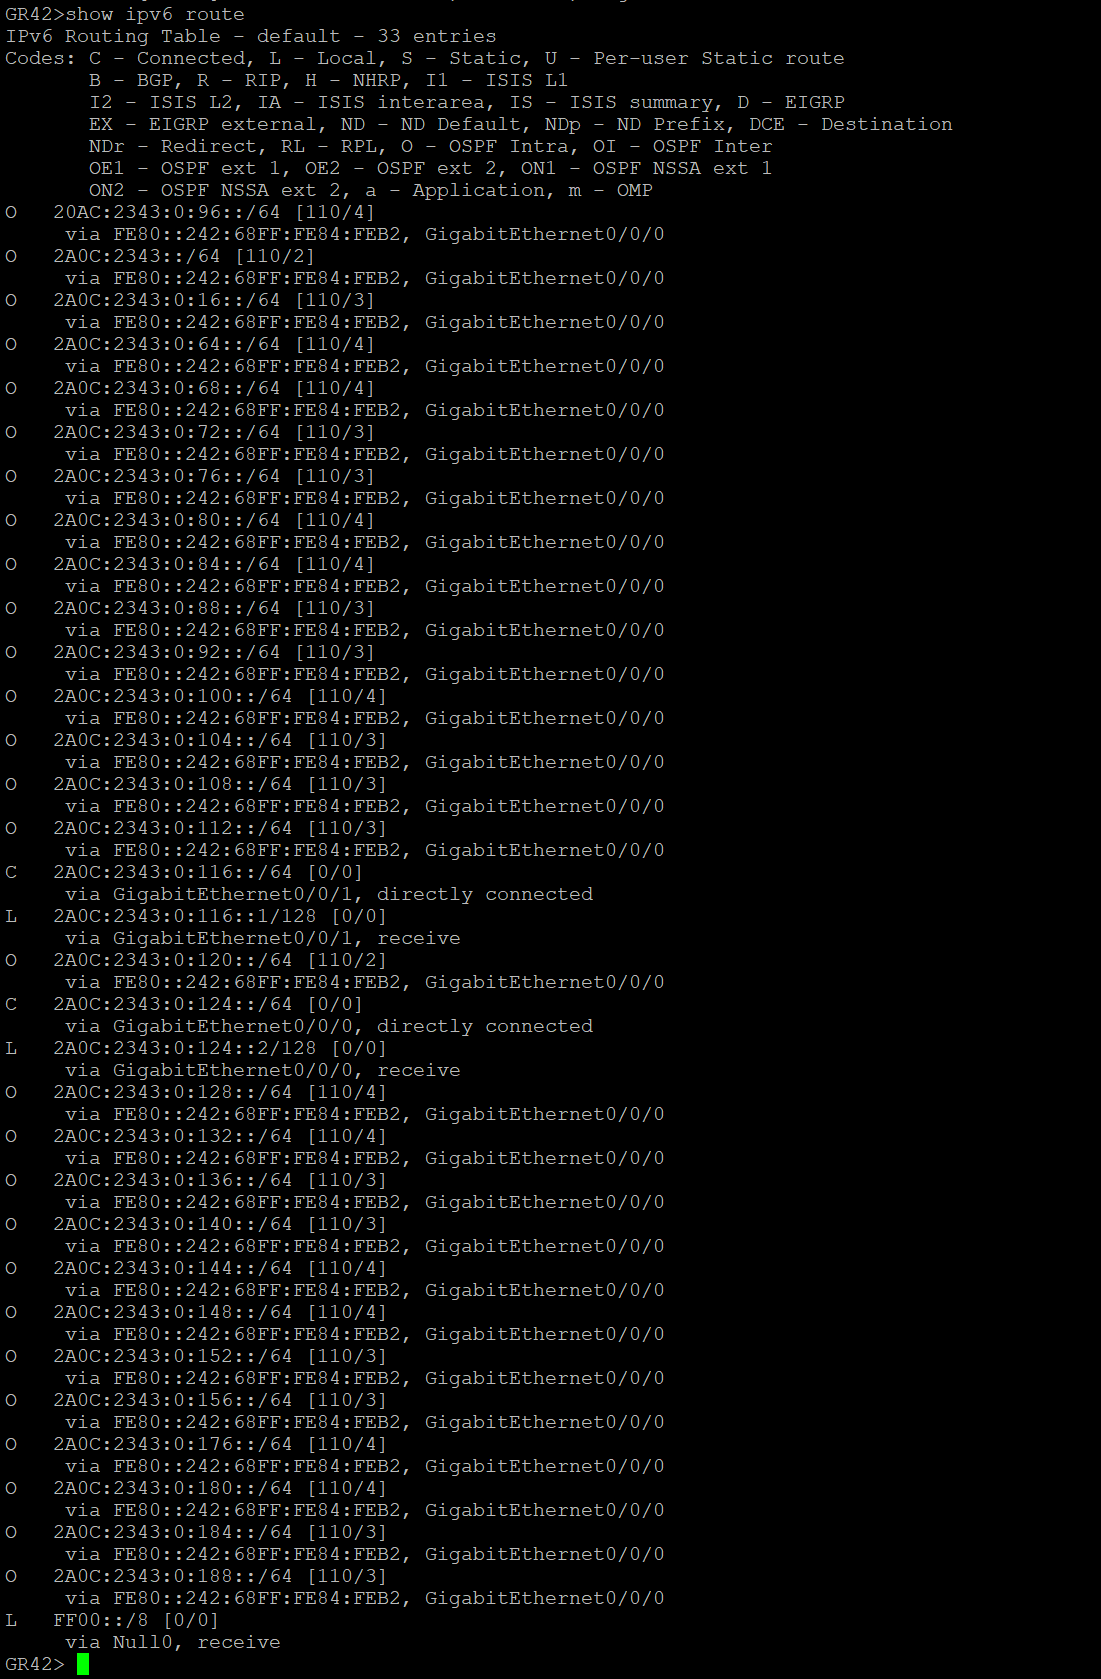 GR42>show ipv6 route
IPv6 Routing Table - default - 33 entries
Codes: C - Connected, L - Local, S - Static, U - Per-user Static route
       B - BGP, R - RIP, H - NHRP, I1 - ISIS L1
       I2 - ISIS L2, IA - ISIS interarea, IS - ISIS summary, D - EIGRP
       EX - EIGRP external, ND - ND Default, NDp - ND Prefix, DCE - Destination
       NDr - Redirect, RL - RPL, O - OSPF Intra, OI - OSPF Inter
       OE1 - OSPF ext 1, OE2 - OSPF ext 2, ON1 - OSPF NSSA ext 1
       ON2 - OSPF NSSA ext 2, a - Application, m - OMP
O   20AC:2343:0:96::/64 [110/4]
     via FE80::242:68FF:FE84:FEB2, GigabitEthernet0/0/0
O   2A0C:2343::/64 [110/2]
     via FE80::242:68FF:FE84:FEB2, GigabitEthernet0/0/0
O   2A0C:2343:0:16::/64 [110/3]
     via FE80::242:68FF:FE84:FEB2, GigabitEthernet0/0/0
O   2A0C:2343:0:64::/64 [110/4]
     via FE80::242:68FF:FE84:FEB2, GigabitEthernet0/0/0
O   2A0C:2343:0:68::/64 [110/4]
     via FE80::242:68FF:FE84:FEB2, GigabitEthernet0/0/0
O   2A0C:2343:0:72::/64 [110/3]
     via FE80::242:68FF:FE84:FEB2, GigabitEthernet0/0/0
O   2A0C:2343:0:76::/64 [110/3]
     via FE80::242:68FF:FE84:FEB2, GigabitEthernet0/0/0
O   2A0C:2343:0:80::/64 [110/4]
     via FE80::242:68FF:FE84:FEB2, GigabitEthernet0/0/0
O   2A0C:2343:0:84::/64 [110/4]
     via FE80::242:68FF:FE84:FEB2, GigabitEthernet0/0/0
O   2A0C:2343:0:88::/64 [110/3]
     via FE80::242:68FF:FE84:FEB2, GigabitEthernet0/0/0
O   2A0C:2343:0:92::/64 [110/3]
     via FE80::242:68FF:FE84:FEB2, GigabitEthernet0/0/0
O   2A0C:2343:0:100::/64 [110/4]
     via FE80::242:68FF:FE84:FEB2, GigabitEthernet0/0/0
O   2A0C:2343:0:104::/64 [110/3]
     via FE80::242:68FF:FE84:FEB2, GigabitEthernet0/0/0
O   2A0C:2343:0:108::/64 [110/3]
     via FE80::242:68FF:FE84:FEB2, GigabitEthernet0/0/0
O   2A0C:2343:0:112::/64 [110/3]
     via FE80::242:68FF:FE84:FEB2, GigabitEthernet0/0/0
C   2A0C:2343:0:116::/64 [0/0]
     via GigabitEthernet0/0/1, directly connected
L   2A0C:2343:0:116::1/128 [0/0]
     via GigabitEthernet0/0/1, receive
O   2A0C:2343:0:120::/64 [110/2]
     via FE80::242:68FF:FE84:FEB2, GigabitEthernet0/0/0
C   2A0C:2343:0:124::/64 [0/0]
     via GigabitEthernet0/0/0, directly connected
L   2A0C:2343:0:124::2/128 [0/0]
     via GigabitEthernet0/0/0, receive
O   2A0C:2343:0:128::/64 [110/4]
     via FE80::242:68FF:FE84:FEB2, GigabitEthernet0/0/0
O   2A0C:2343:0:132::/64 [110/4]
     via FE80::242:68FF:FE84:FEB2, GigabitEthernet0/0/0
O   2A0C:2343:0:136::/64 [110/3]
     via FE80::242:68FF:FE84:FEB2, GigabitEthernet0/0/0
O   2A0C:2343:0:140::/64 [110/3]
     via FE80::242:68FF:FE84:FEB2, GigabitEthernet0/0/0
O   2A0C:2343:0:144::/64 [110/4]
     via FE80::242:68FF:FE84:FEB2, GigabitEthernet0/0/0
O   2A0C:2343:0:148::/64 [110/4]
     via FE80::242:68FF:FE84:FEB2, GigabitEthernet0/0/0
O   2A0C:2343:0:152::/64 [110/3]
     via FE80::242:68FF:FE84:FEB2, GigabitEthernet0/0/0
O   2A0C:2343:0:156::/64 [110/3]
     via FE80::242:68FF:FE84:FEB2, GigabitEthernet0/0/0
O   2A0C:2343:0:176::/64 [110/4]
     via FE80::242:68FF:FE84:FEB2, GigabitEthernet0/0/0
O   2A0C:2343:0:180::/64 [110/4]
     via FE80::242:68FF:FE84:FEB2, GigabitEthernet0/0/0
O   2A0C:2343:0:184::/64 [110/3]
     via FE80::242:68FF:FE84:FEB2, GigabitEthernet0/0/0
O   2A0C:2343:0:188::/64 [110/3]
     via FE80::242:68FF:FE84:FEB2, GigabitEthernet0/0/0
L   FF00::/8 [0/0]
     via Null0, receive
GR42>